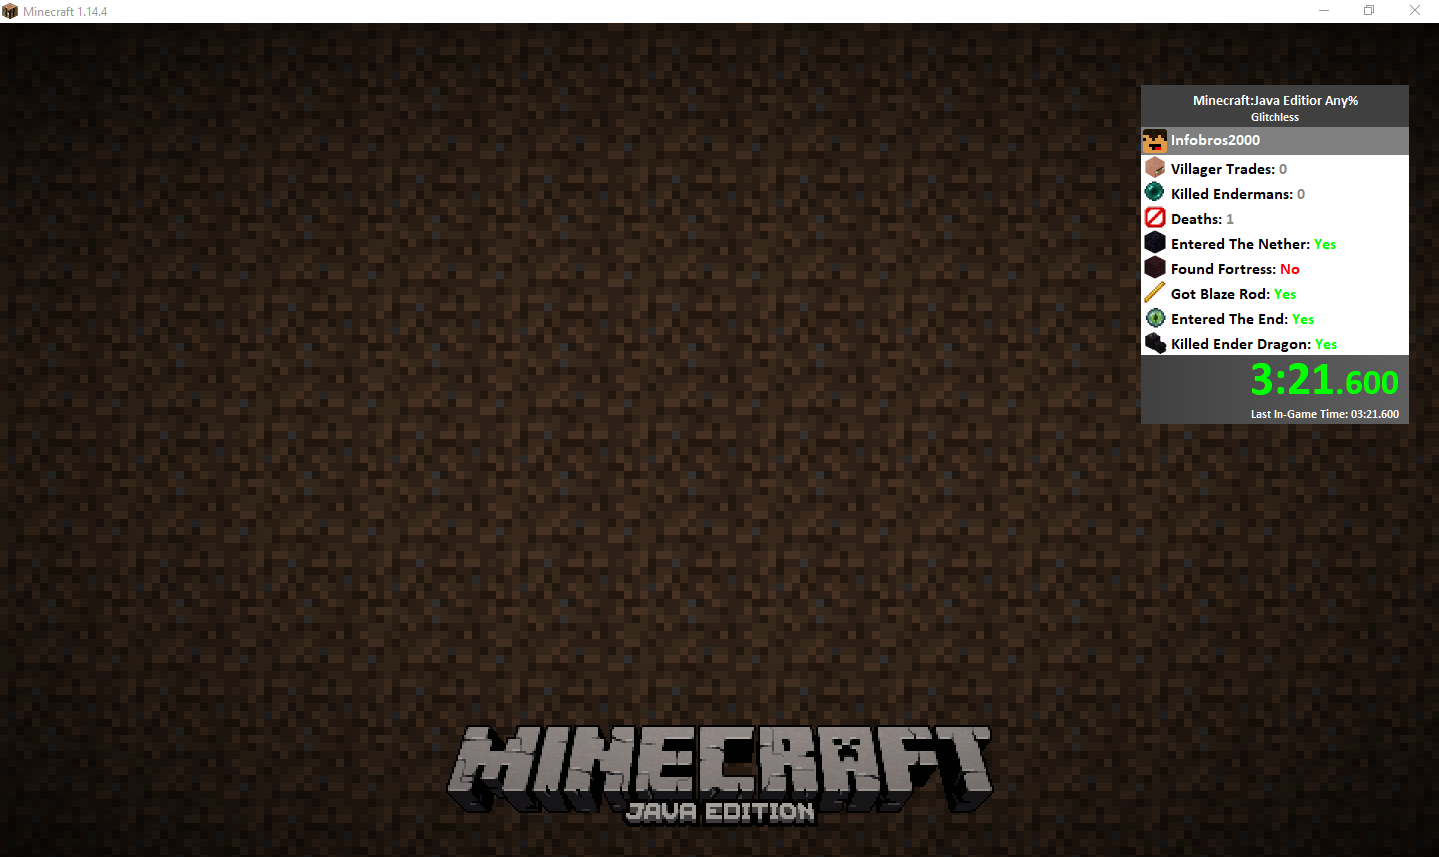 Minecraft 1.14.4
Minecraft:Java Editior Any%
Glitchless
Infobros2000
Villager Trades: 0
Killed Endermans: 0
Deaths: 1
Entered The Nether: Yes
Found Fortress: No
Got Blaze Rod: Yes
Entered The End: Yes
Killed Ender Dragon: Yes
3:21.600
Last In-Game Time: 03:21.600
MINECRAFT
JAVA EDITION